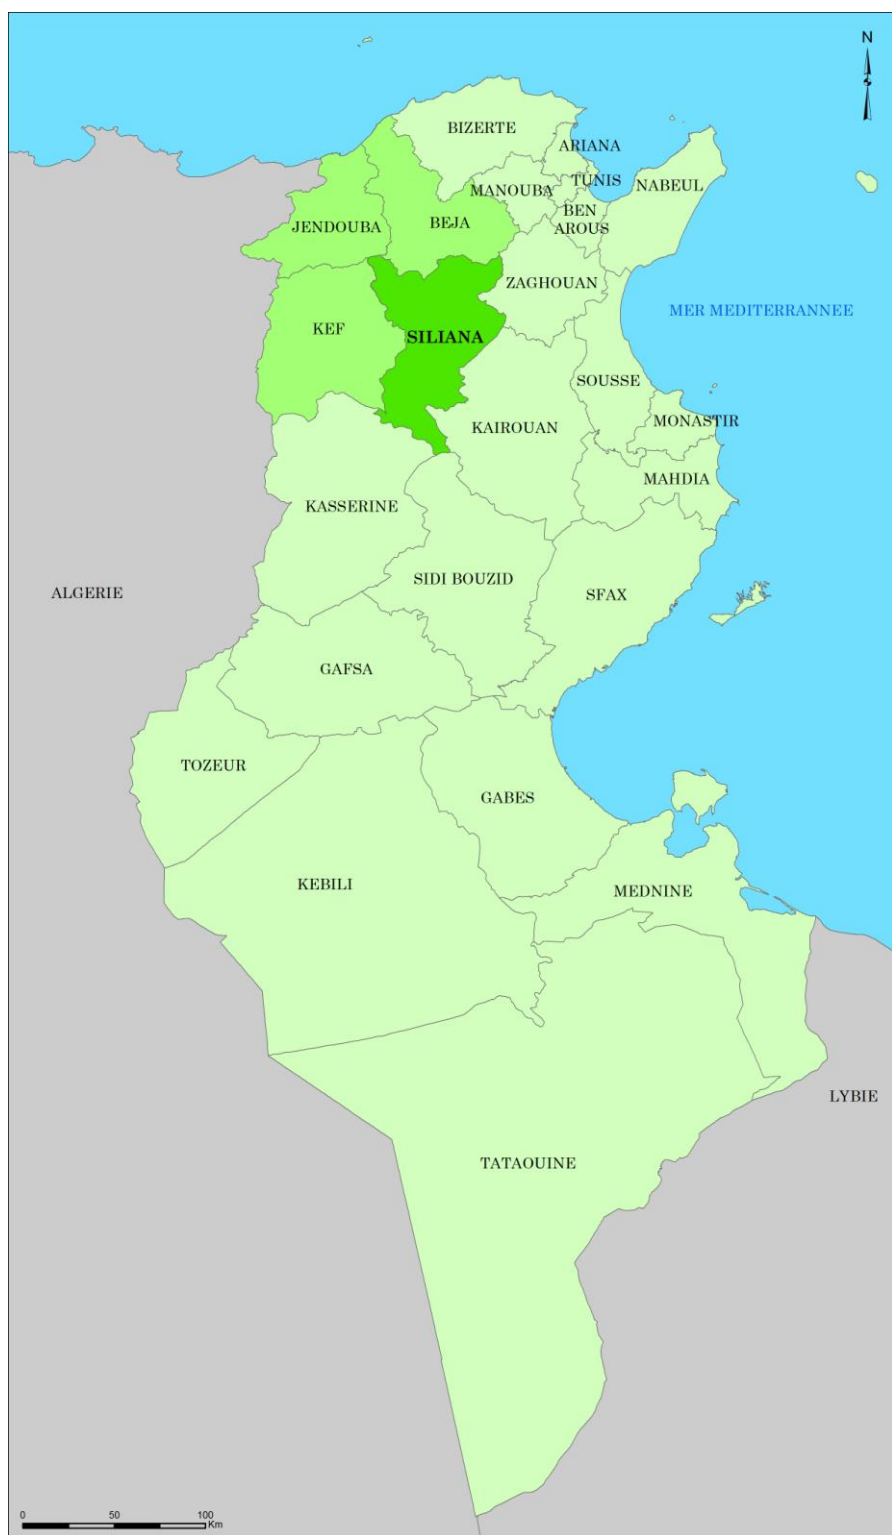 N
BIZERTE
ARIANA
TUNIS
MANOUBA
NABEUL
BEN
AROUS
JENDOUBA
BEJA
ZAGHOUAN
MER MEDITERRANNEE
KEF
SILIANA
SOUSSE
MONASTIR
KAIROUAN
MAHDIA
KASSERINE
SIDI BOUZID
SFAX
ALGERIE
GAFSA
TOZEUR
GABES
KEBILI
MEDNINE
LYBIE
TATAOUINE
0 50 100
Km